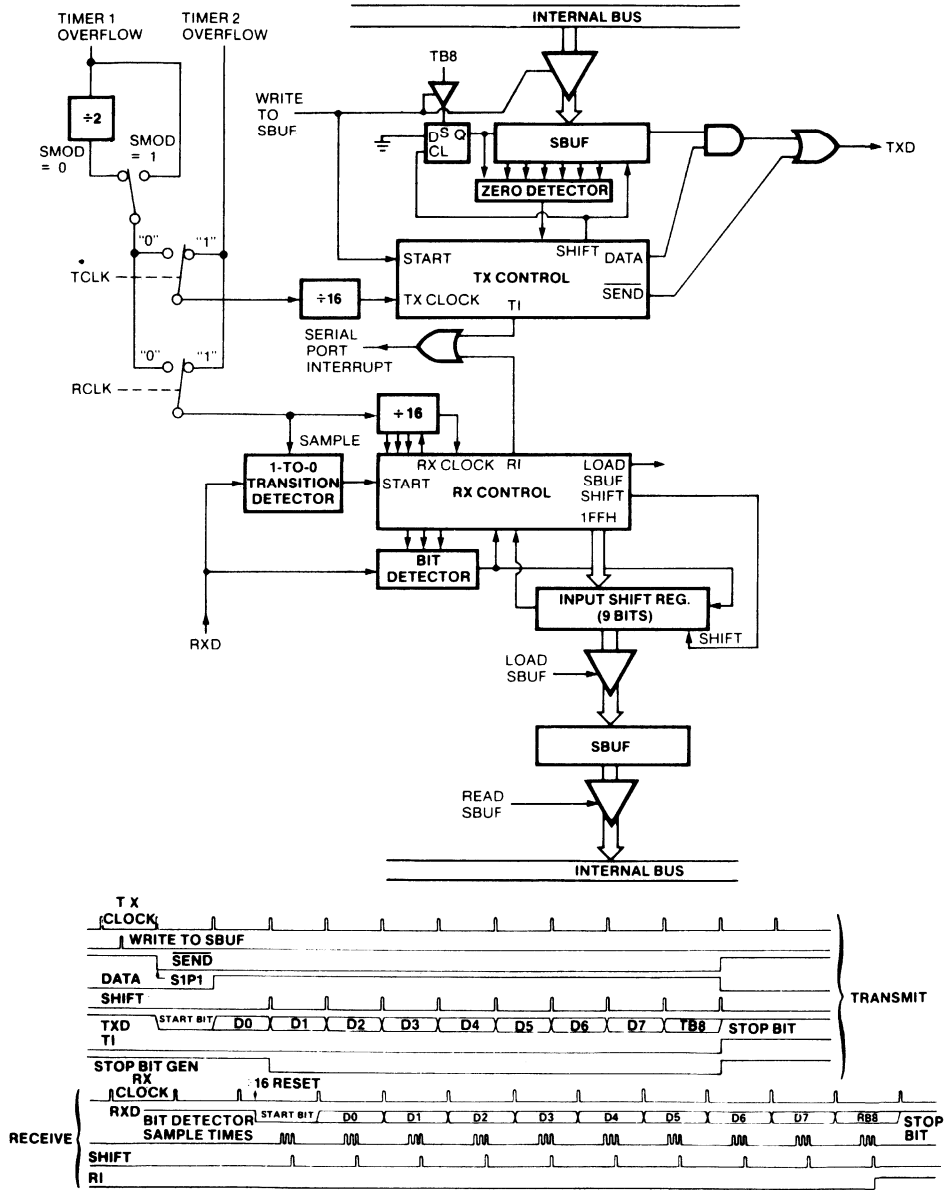 TIMER 1
OVERFLOW
TIMER 2
OVERFLOW
INTERNAL BUS
TB8
WRITE
TO
SBUF
÷2
SMOD
= 0
SMOD
= 1
D S Q
CL
SBUF
TXD
ZERO DETECTOR
"0" "1"
TCLK
START
SHIFT
DATA
TX CONTROL
÷16
TX CLOCK
TI
SEND
SERIAL
PORT
INTERRUPT
"0" "1"
RCLK
÷16
SAMPLE
1-TO-0
TRANSITION
DETECTOR
RX CLOCK
RI
START
RX CONTROL
LOAD
SBUF
SHIFT
1FFH
BIT
DETECTOR
RXD
INPUT SHIFT REG.
(9 BITS)
SHIFT
LOAD
SBUF
SBUF
READ
SBUF
INTERNAL BUS
TX
CLOCK
WRITE TO SBUF
SEND
DATA
S1P1
SHIFT
TXD
START BIT D0 D1 D2 D3 D4 D5 D6 D7 TB8 STOP BIT
TI
STOP BIT GEN
TRANSMIT
RX
CLOCK
16 RESET
RXD
START BIT D0 D1 D2 D3 D4 D5 D6 D7 RB8 STOP
BIT
BIT DETECTOR
SAMPLE TIMES
RECEIVE
SHIFT
RI